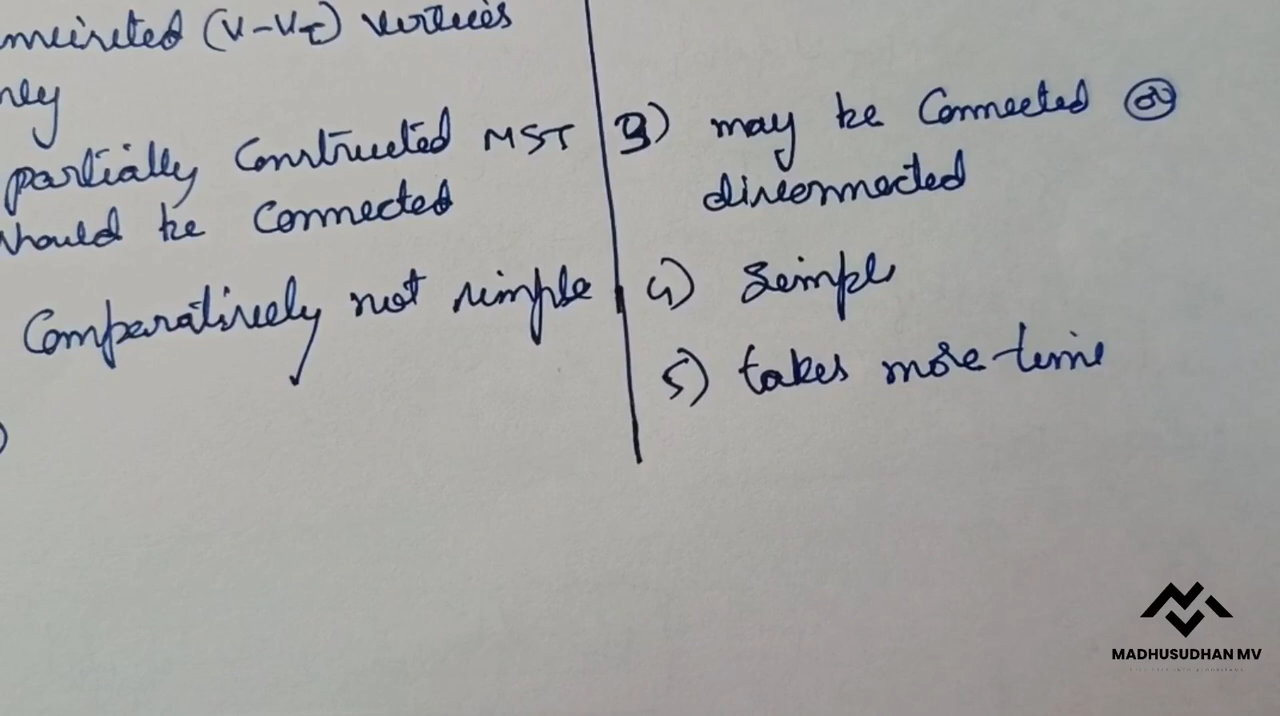 (V-VT) vertices
partially Constructed MST
should be Connected
Comparatively not simple
)
3) may be Connected or
disconnected
4) Simple
5) takes more time
MADHUSUDHAN MV